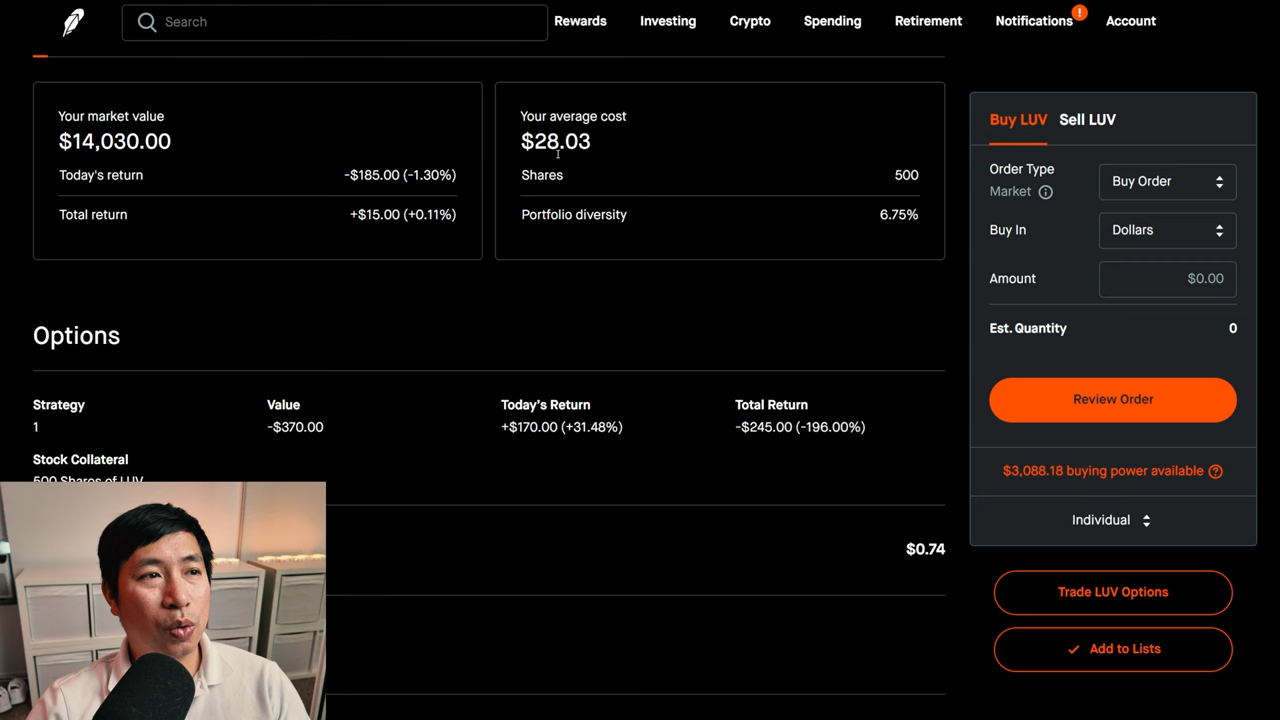 Search
Rewards
Investing
Crypto
Spending
Retirement
Notifications
!
Account
Your market value
$14,030.00
Today's return
-$185.00 (-1.30%)
Total return
+$15.00 (+0.11%)
Your average cost
$28.03
Shares
500
Portfolio diversity
6.75%
Buy LUV
Sell LUV
Order Type
Market
Buy Order
Buy In
Dollars
Amount
$0.00
Est. Quantity
0
Review Order
$3,088.18 buying power available
Individual
Trade LUV Options
Add to Lists
Options
Strategy
1
Value
-$370.00
Today's Return
+$170.00 (+31.48%)
Total Return
-$245.00 (-196.00%)
Stock Collateral
500 Shares of LUV
$0.74